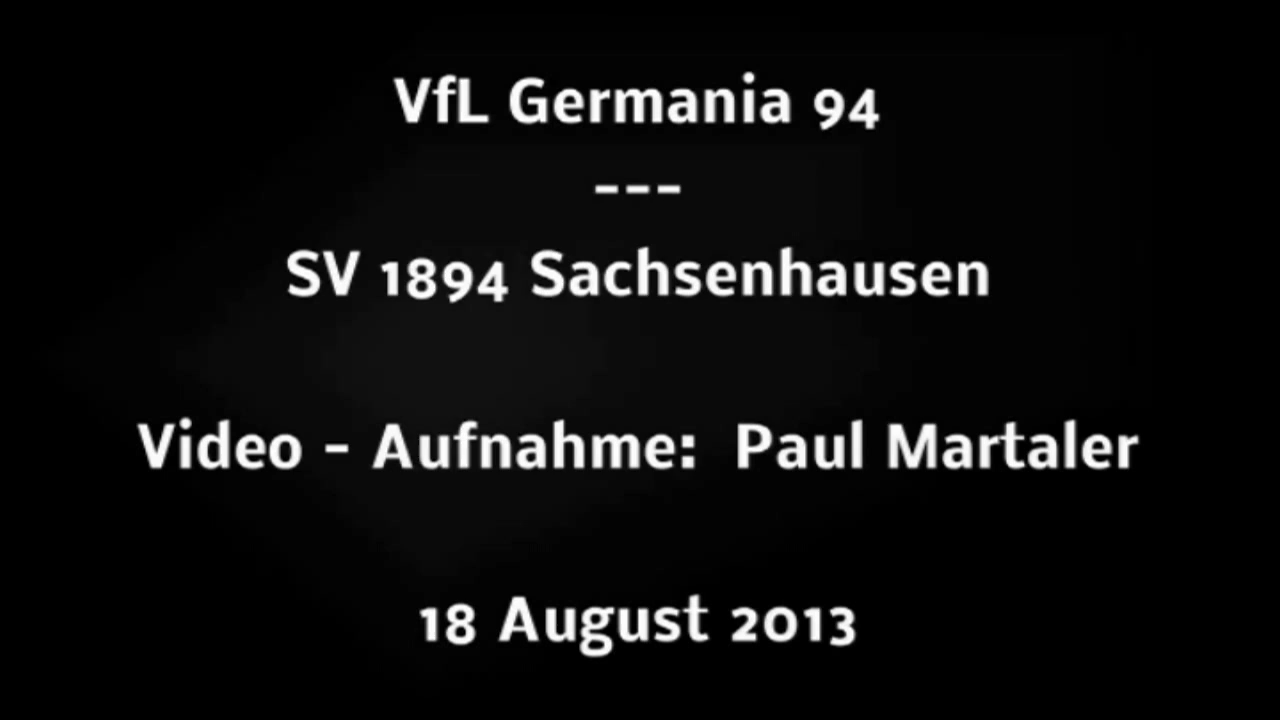 VfL Germania 94
---
SV 1894 Sachsenhausen
Video - Aufnahme:  Paul Martaler
18 August 2013